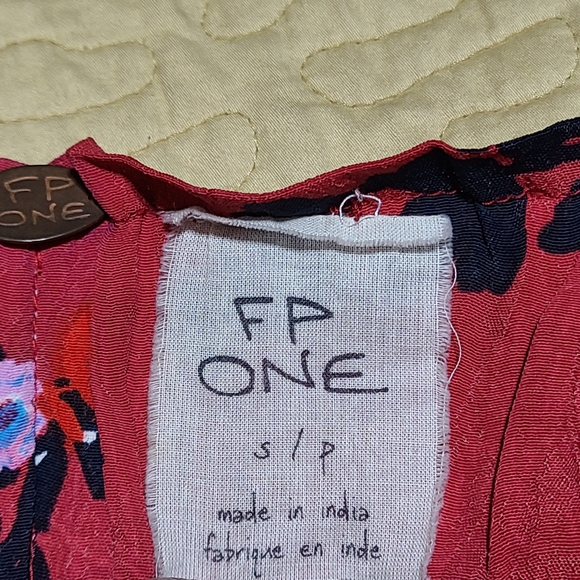 FP
ONE
FP
ONE
s / p
made in india
fabrique en inde